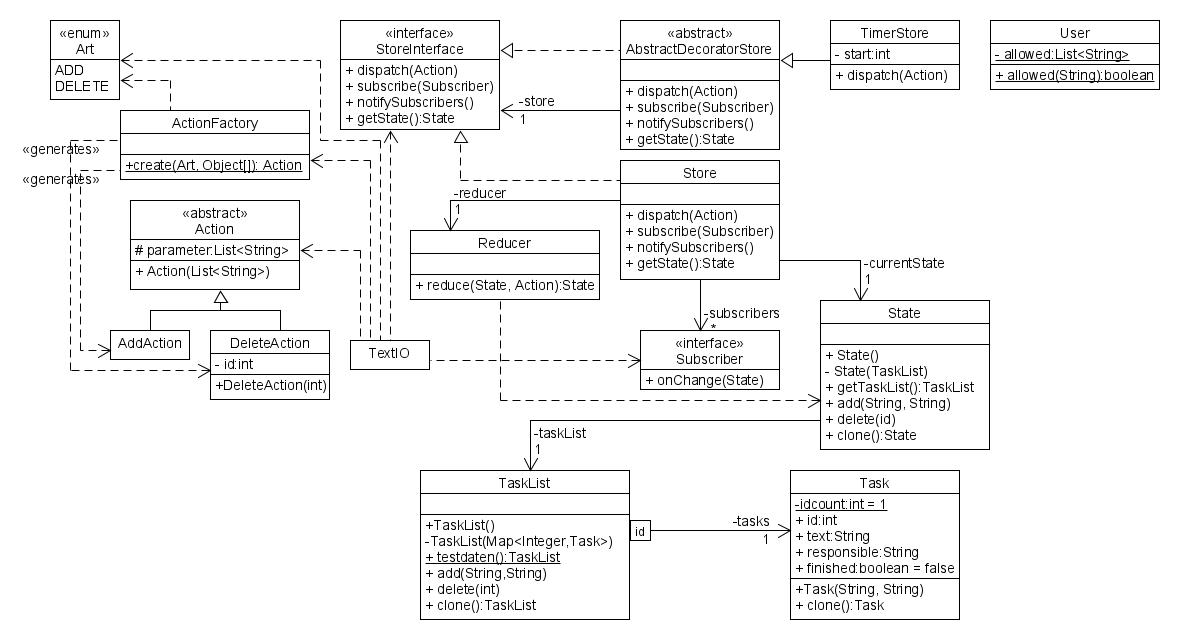 «enum»
Art
ADD
DELETE
«interface»
StoreInterface
+ dispatch(Action)
+ subscribe(Subscriber)
+ notifySubscribers()
+ getState():State
«abstract»
AbstractDecoratorStore
+ dispatch(Action)
+ subscribe(Subscriber)
+ notifySubscribers()
+ getState():State
TimerStore
- start:int
+ dispatch(Action)
User
- allowed:List<String>
+ allowed(String):boolean
-store
1
ActionFactory
+create(Art, Object[]): Action
«generates»
«generates»
Store
+ dispatch(Action)
+ subscribe(Subscriber)
+ notifySubscribers()
+ getState():State
-reducer
1
«abstract»
Action
# parameter:List<String>
+ Action(List<String>)
Reducer
+ reduce(State, Action):State
-currentState
1
-subscribers
*
AddAction
DeleteAction
- id:int
+DeleteAction(int)
TextIO
«interface»
Subscriber
+ onChange(State)
State
+ State()
- State(TaskList)
+ getTaskList():TaskList
+ add(String, String)
+ delete(id)
+ clone():State
-taskList
1
TaskList
+TaskList()
-TaskList(Map<Integer,Task>)
+ testdaten():TaskList
+ add(String,String)
+ delete(int)
+ clone():TaskList
id
-tasks
1
Task
-idcount:int = 1
+ id:int
+ text:String
+ responsible:String
+ finished:boolean = false
+Task(String, String)
+ clone():Task